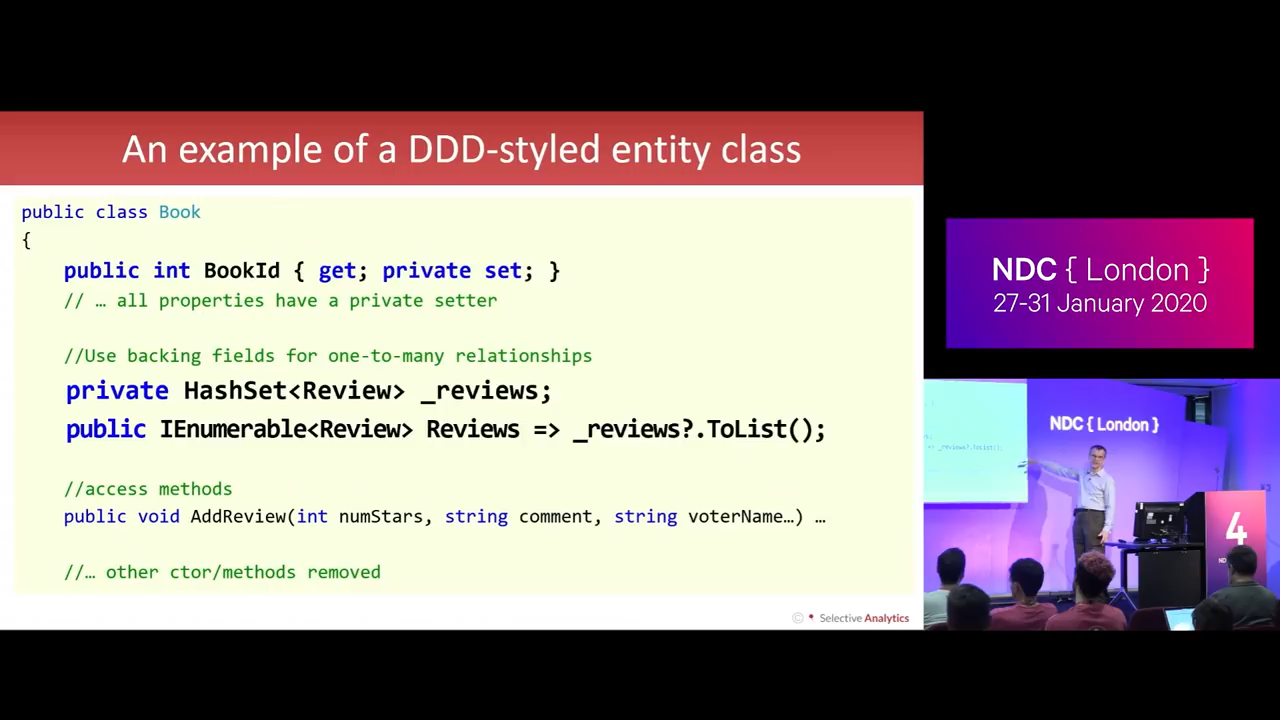 An example of a DDD-styled entity class
public class Book
{
public int BookId { get; private set; }
// … all properties have a private setter
//Use backing fields for one-to-many relationships
private HashSet<Review> _reviews;
public IEnumerable<Review> Reviews => _reviews?.ToList();
//access methods
public void AddReview(int numStars, string comment, string voterName…) …
//… other ctor/methods removed
© Selective Analytics
NDC { London }
27-31 January 2020
NDC { London }
=> _reviews?.ToList();
4